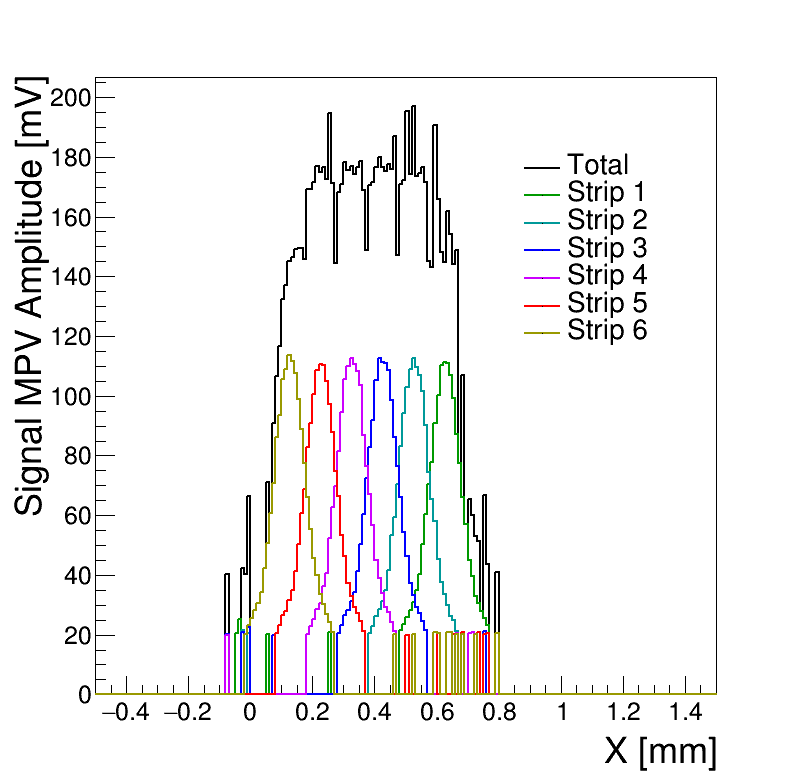 Signal MPV Amplitude [mV]
200
180
160
140
120
100
80
60
40
20
0
Total
Strip 1
Strip 2
Strip 3
Strip 4
Strip 5
Strip 6
−0.4 −0.2 0 0.2 0.4 0.6 0.8 1 1.2 1.4
X [mm]